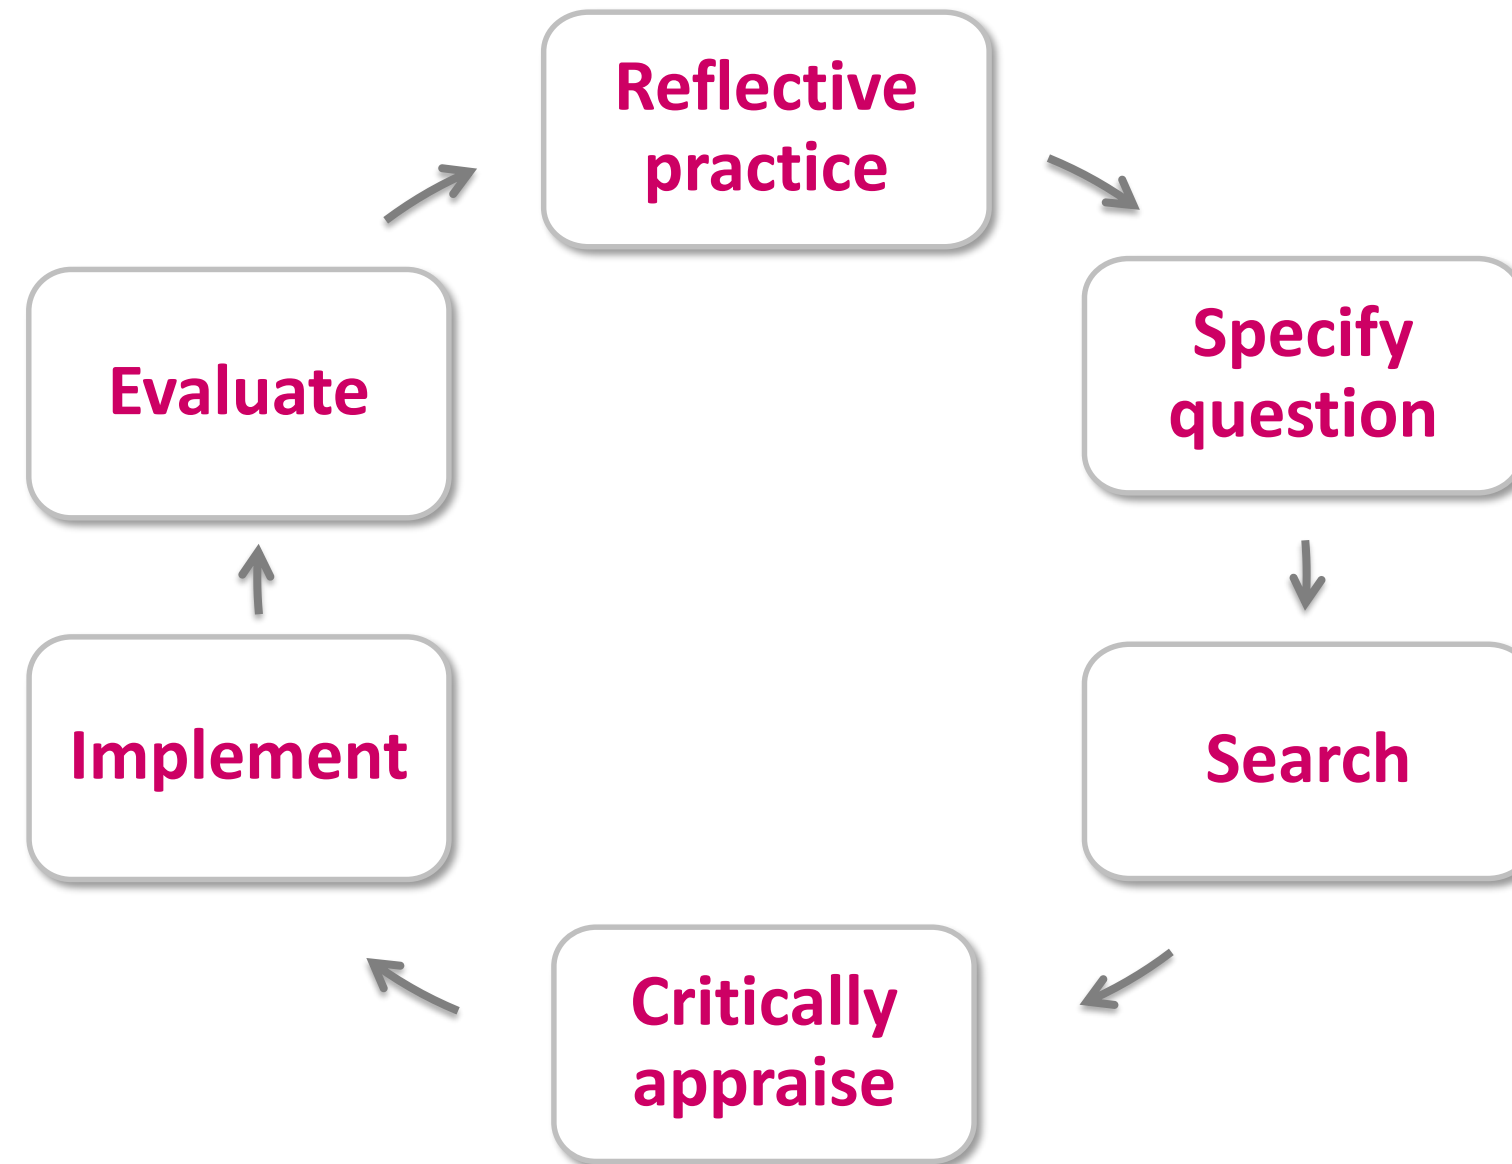 Reflective
practice
Specify
question
Search
Critically
appraise
Implement
Evaluate